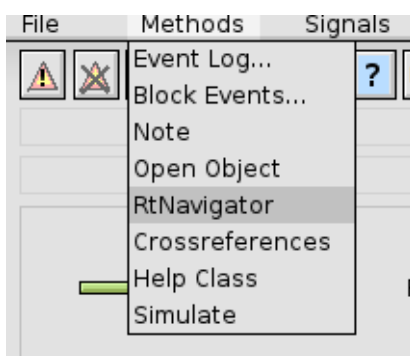 File Methods Signals
Event Log...
?
Block Events...
Note
Open Object
RtNavigator
Crossreferences
Help Class
Simulate